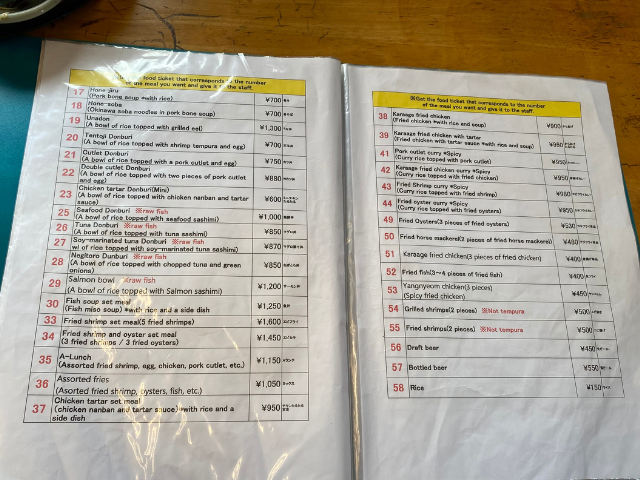 food ticket that corresponds to the number
of the meal you want and give it to the staff.
17 Hone-jiru
(Pork bone soup *with rice) ¥700
18 Hone-soba
(Okinawa soba noodles in pork bone soup) ¥700
19 Unadon
(A bowl of rice topped with grilled eel) ¥1,300
20 Tentoji Donburi
(A bowl of rice topped with shrimp tempura and egg) ¥700
21 Cutlet Donburi
(A bowl of rice topped with a pork cutlet and egg) ¥750
22 Double cutlet Donburi
(A bowl of rice topped with two pieces of pork cutlet
and egg) ¥880
23 Chicken tartar Donburi(Mini)
(A bowl of rice topped with chicken nanban and tartar
sauce) ¥600
25 Seafood Donburi ※raw fish
(A bowl of rice topped with seafood sashimi) ¥1,000
26 Tuna Donburi ※raw fish
(A bowl of rice topped with tuna sashimi) ¥850
27 Soy-marinated tuna Donburi ※raw fish
w/ of rice topped with soy-marinated tuna sashimi) ¥870
28 Negitoro Dunburi ※raw fish
(A bowl of rice topped with chopped tuna and green
onions) ¥850
29 Salmon bowl ※raw fish
(A bowl of rice topped with Salmon sashimi) ¥1,200
30 Fish soup set meal
(Fish miso soup) *with rice and a side dish ¥1,250
33 Fried shrimp set meal(5 fried shrimps) ¥1,600
34 Fried shrimp and oyster set meal
(3 fried shrimps / 3 fried oysters) ¥1,450
35 A-Lunch
(Assorted fried shrimp, egg, chicken, pork cutlet, etc.) ¥1,150
36 Assorted fries
(Assorted fried shrimp, oysters, fish, etc.) ¥1,050
37 Chicken tartar set meal
(chicken nanban and tartar sauce) *with rice and a
side dish ¥950
※Get the food ticket that corresponds to the number
of the meal you want and give it to the staff.
38 Karaage fried chicken
(Fried chicken *with rice end soup) ¥900
39 Karaage fried chicken with tartar
(Fried chicken with tartar sauce *with rice and soup) ¥980
41 Park outlet curry *Spicy
(Curry rice topped with pork cutlet) ¥950
42 Karaage fried chicken curry *Spicy
(Curry rice topped with fried chicken) ¥950
43 Fried Shrimp curry *Spicy
(Curry rice topped with fried shrimp) ¥980
44 Fried oyster curry *Spicy
(Curry rice topped with fried oysters) ¥950
49 Fried Oysters(3 pieces of fried oysters) ¥530
50 Fried horse mackerel(2 pieces of fried horse mackerel) ¥480
51 Karaage fried chicken(3 pieces of fried chicken) ¥400
52 Fried fish(3~4 pieces of fried fish) ¥400
53 Yangnyeom chicken(3 pieces)
(Spicy fried chicken) ¥450
54 Grilled shrimps(2 pieces) ※Not tempura ¥500
55 Fried shrimps(2 pieces) ※Not tempura ¥500
56 Draft beer ¥450
57 Bottled beer ¥550
58 Rice ¥150